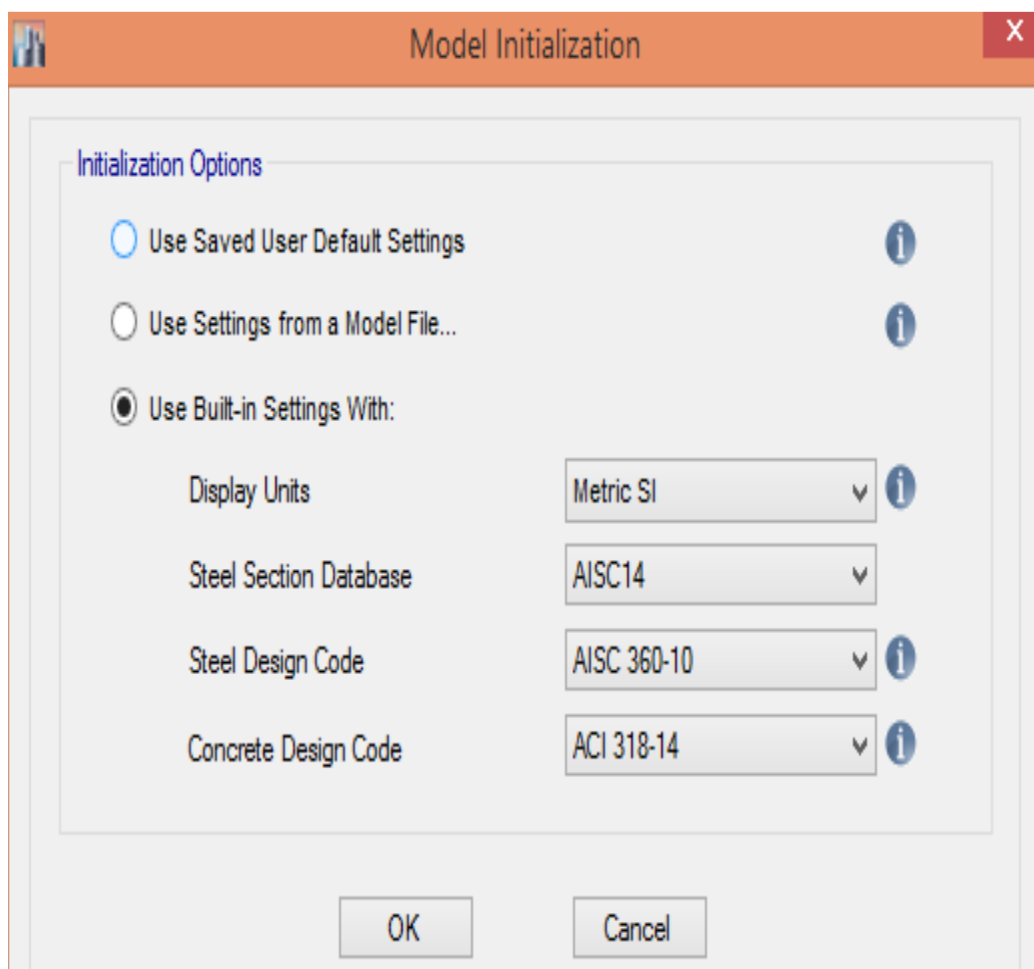 Model Initialization
X
Initialization Options
Use Saved User Default Settings
i
Use Settings from a Model File...
i
Use Built-in Settings With:
Display Units Metric SI i
Steel Section Database AISC14
Steel Design Code AISC 360-10 i
Concrete Design Code ACI 318-14 i
OK Cancel